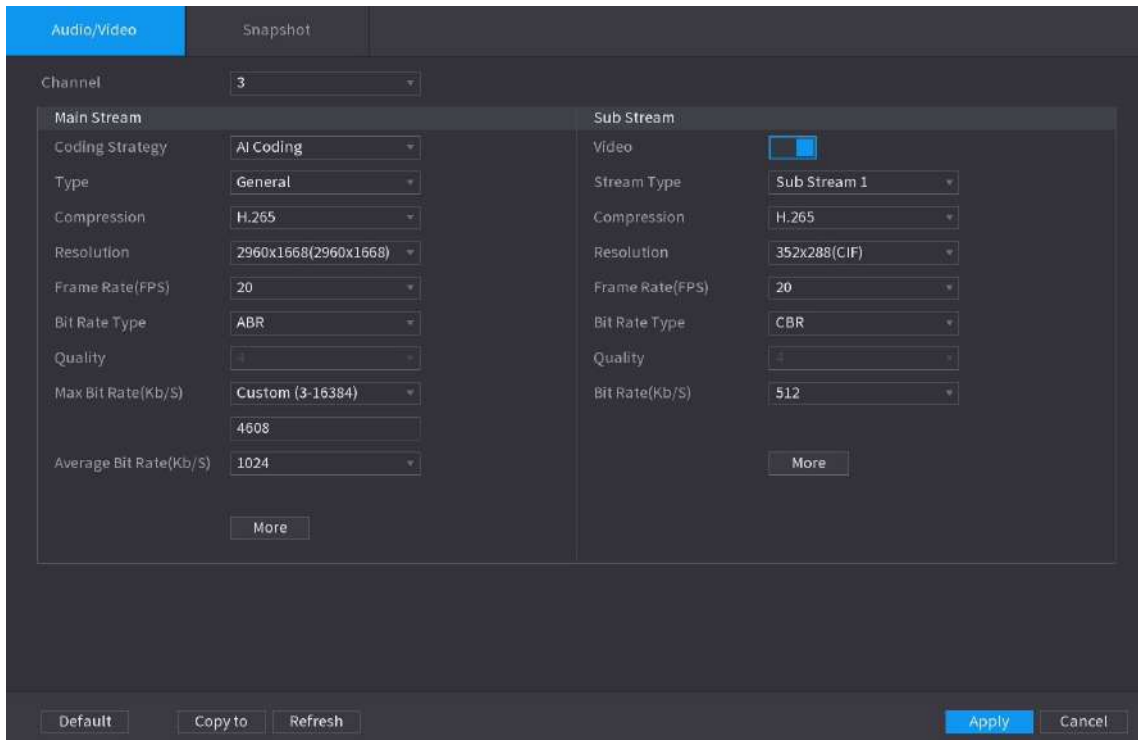 Audio/Video Snapshot
Channel 3
Main Stream Sub Stream
Coding Strategy AI Coding Video
Type General Stream Type Sub Stream 1
Compression H.265 Compression H.265
Resolution 2960x1668(2960x1668) Resolution 352x288(CIF)
Frame Rate(FPS) 20 Frame Rate(FPS) 20
Bit Rate Type ABR Bit Rate Type CBR
Quality 4 Quality 4
Max Bit Rate(Kb/S) Custom (3-16384) Bit Rate(Kb/S) 512
4608
Average Bit Rate(Kb/S) 1024 More
More
Default Copy to Refresh Apply Cancel